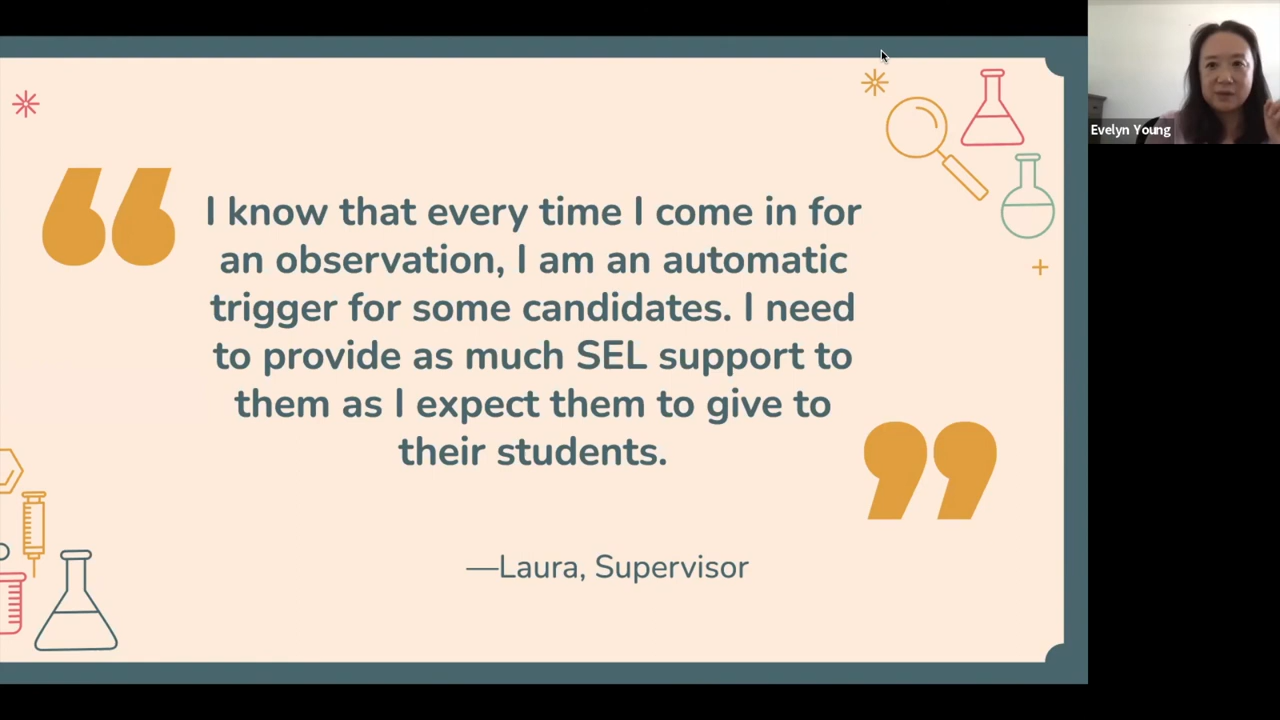 I know that every time I come in for
an observation, I am an automatic
trigger for some candidates. I need
to provide as much SEL support to
them as I expect them to give to
their students.
—Laura, Supervisor
Evelyn Young